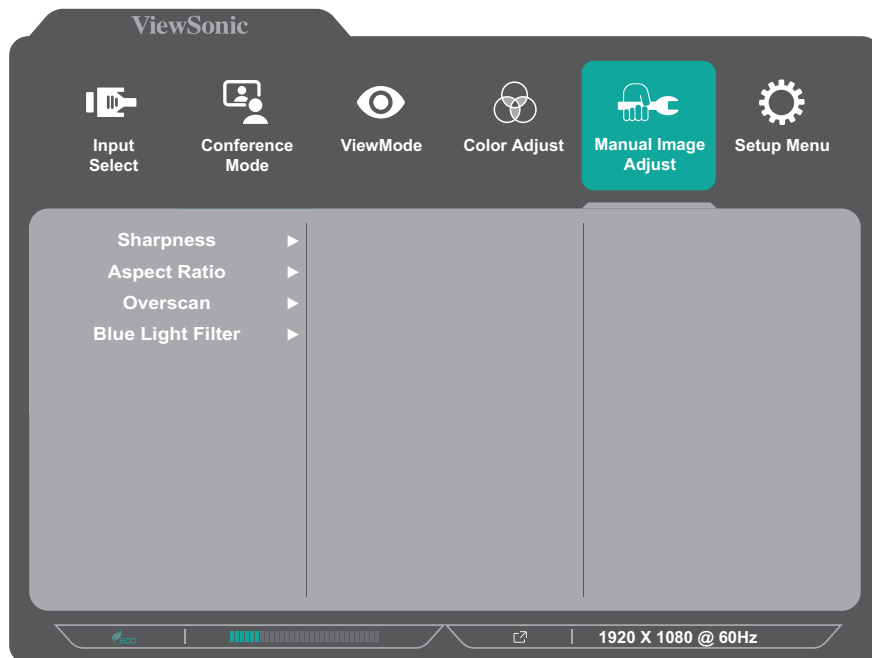 ViewSonic
Input
Select
Conference
Mode
ViewMode
Color Adjust
Manual Image
Adjust
Setup Menu
Sharpness
Aspect Ratio
Overscan
Blue Light Filter
eco
1920 X 1080 @ 60Hz